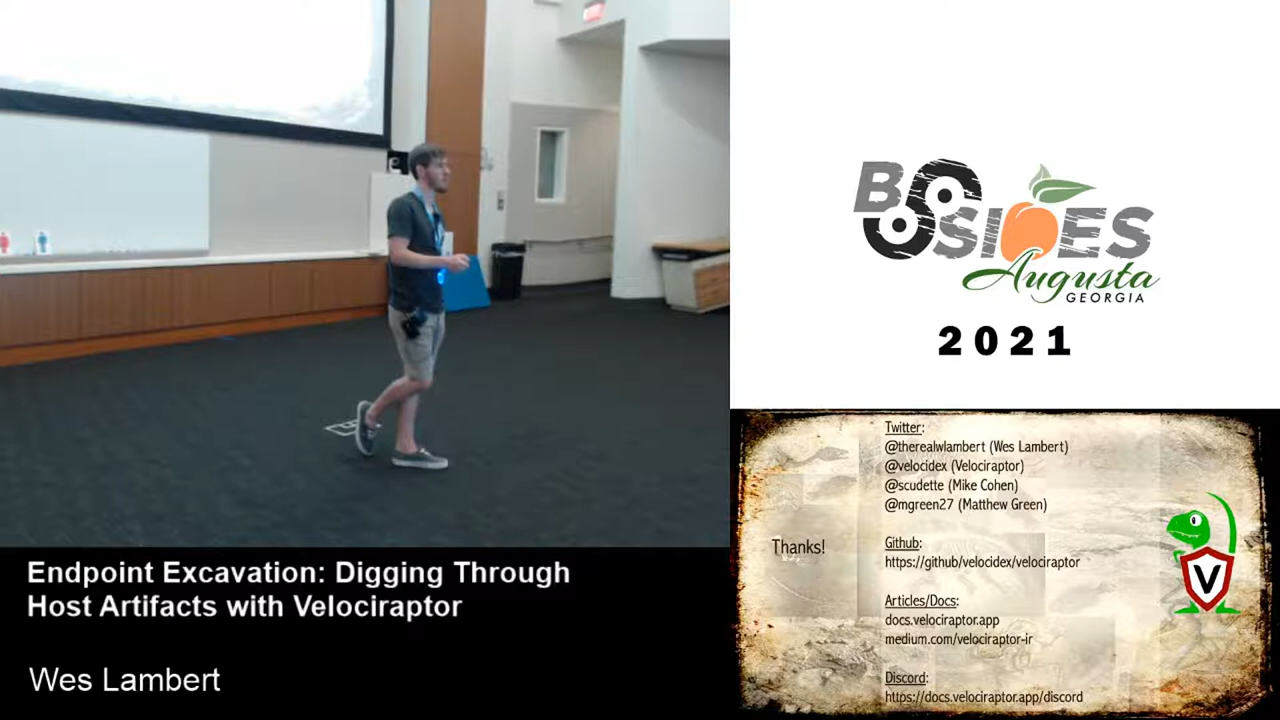 BSIDES
Augusta
GEORGIA
2021
Twitter:
@therealwlambert (Wes Lambert)
@velocidex (Velociraptor)
@scudette (Mike Cohen)
@mgreen27 (Matthew Green)
Thanks!
Github:
https://github/velocidex/velociraptor
V
Articles/Docs:
docs.velociraptor.app
medium.com/velociraptor-ir
Discord:
https://docs.velociraptor.app/discord
Endpoint Excavation: Digging Through
Host Artifacts with Velociraptor
Wes Lambert